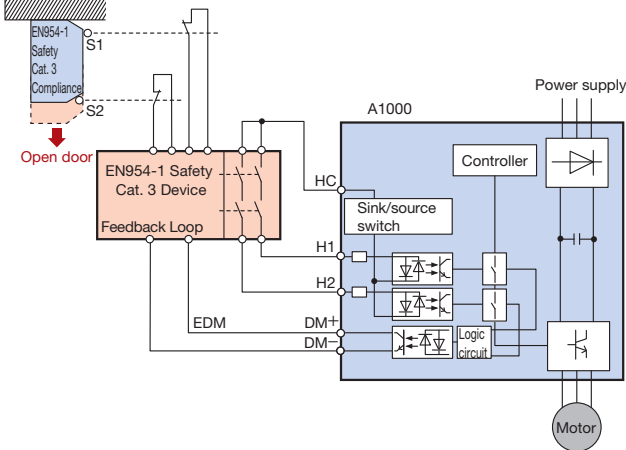 EN954-1
Safety
Cat. 3
Compliance
S1
S2
Open door
EN954-1 Safety
Cat. 3 Device
Feedback Loop
EDM
HC
H1
H2
DM+
DM−
A1000
Power supply
Controller
Sink/source
switch
Logic
circuit
Motor